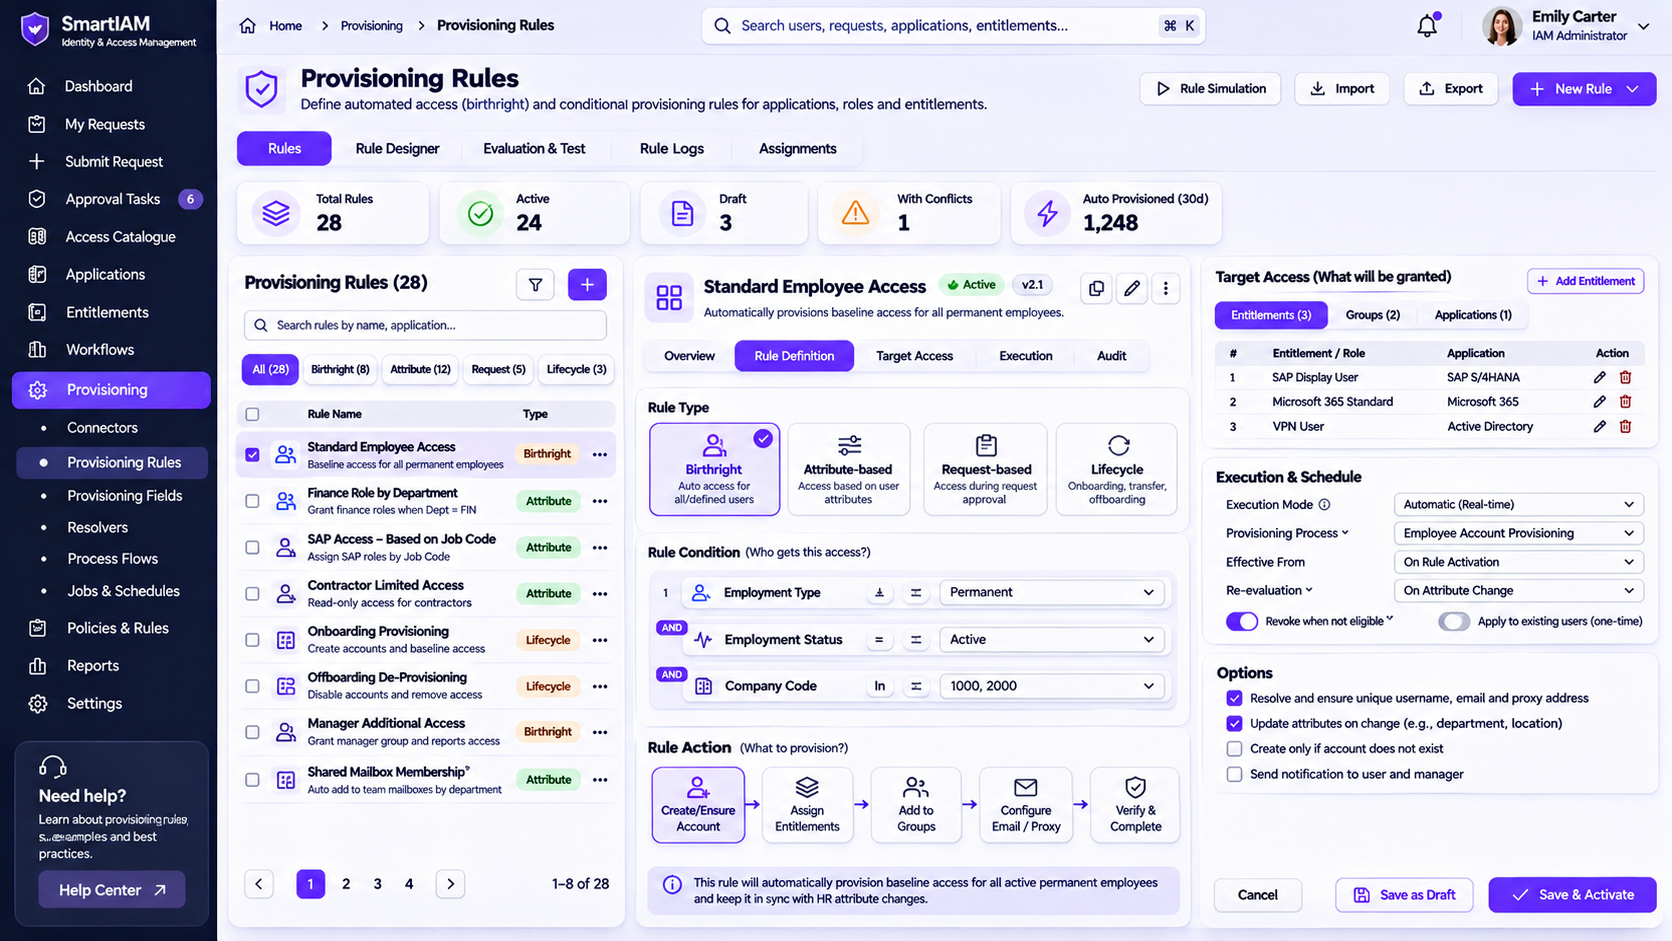 SmartIAM
Identity & Access Management
Dashboard
My Requests
Submit Request
Approval Tasks 6
Access Catalogue
Applications
Entitlements
Workflows
Provisioning
Connectors
Provisioning Rules
Provisioning Fields
Resolvers
Process Flows
Jobs & Schedules
Policies & Rules
Reports
Settings
Need help?
Learn about provisioning rules,
and best
practices.
Help Center
Home Provisioning Provisioning Rules
Search users, requests, applications, entitlements...
⌘ K
Emily Carter
IAM Administrator
Provisioning Rules
Define automated access (birthright) and conditional provisioning rules for applications, roles and entitlements.
Rule Simulation
Import
Export
New Rule
Rules
Rule Designer
Evaluation & Test
Rule Logs
Assignments
Total Rules
28
Active
24
Draft
3
With Conflicts
1
Auto Provisioned (30d)
1,248
Provisioning Rules (28)
Search rules by name, application...
All (28) Birthright (8) Attribute (12) Request (5) Lifecycle (3)
Rule Name Type
Standard Employee Access
Baseline access for all permanent employees
Birthright
Finance Role by Department
Grant finance roles when Dept = FIN
Attribute
SAP Access – Based on Job Code
Assign SAP roles by Job Code
Attribute
Contractor Limited Access
Read-only access for contractors
Attribute
Onboarding Provisioning
Create accounts and baseline access
Lifecycle
Offboarding De-Provisioning
Disable accounts and remove access
Lifecycle
Manager Additional Access
Grant manager group and reports access
Birthright
Shared Mailbox Membership
Auto add to team mailboxes by department
Attribute
1 2 3 4
1–8 of 28
Standard Employee Access
Active
v2.1
Automatically provisions baseline access for all permanent employees.
Overview
Rule Definition
Target Access
Execution
Audit
Rule Type
Birthright
Auto access for
all/defined users
Attribute-based
Access based on user
attributes
Request-based
Access during request
approval
Lifecycle
Onboarding, transfer,
offboarding
Rule Condition (Who gets this access?)
1 Employment Type Permanent
AND
Employment Status = Active
AND
Company Code In 1000, 2000
Rule Action (What to provision?)
Create/Ensure
Account
Assign
Entitlements
Add to
Groups
Configure
Email / Proxy
Verify &
Complete
This rule will automatically provision baseline access for all active permanent employees
and keep it in sync with HR attribute changes.
Target Access (What will be granted)
Add Entitlement
Entitlements (3) Groups (2) Applications (1)
# Entitlement / Role Application Action
1 SAP Display User SAP S/4HANA
2 Microsoft 365 Standard Microsoft 365
3 VPN User Active Directory
Execution & Schedule
Execution Mode Automatic (Real-time)
Provisioning Process Employee Account Provisioning
Effective From On Rule Activation
Re-evaluation On Attribute Change
Revoke when not eligible Apply to existing users (one-time)
Options
Resolve and ensure unique username, email and proxy address
Update attributes on change (e.g., department, location)
Create only if account does not exist
Send notification to user and manager
Cancel
Save as Draft
Save & Activate